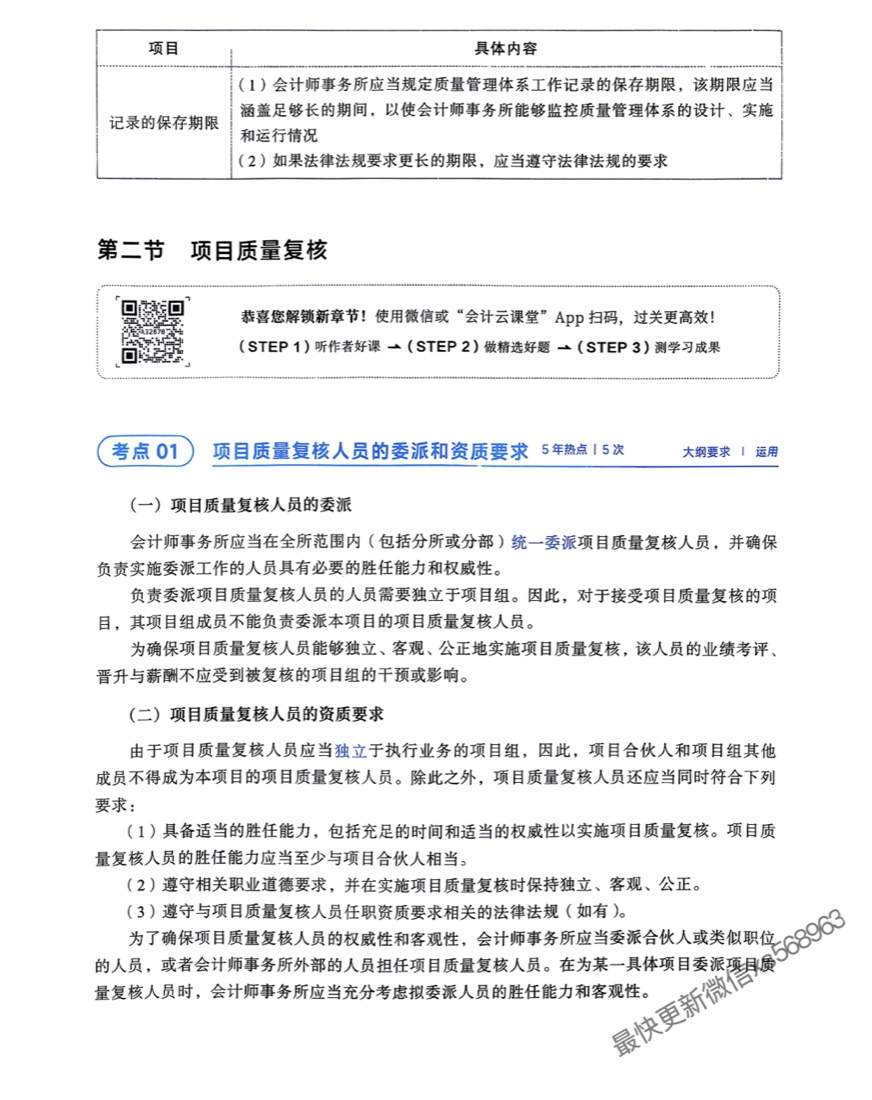 项目 具体内容
记录的保存期限
（1）会计师事务所应当规定质量管理体系工作记录的保存期限，该期限应当
涵盖足够长的期间，以使会计师事务所能够监控质量管理体系的设计、实施
和运行情况
（2）如果法律法规要求更长的期限，应当遵守法律法规的要求
第二节 项目质量复核
恭喜您解锁新章节！使用微信或“会计云课堂”App 扫码，过关更高效！
（STEP 1）听作者好课 → （STEP 2）做精选好题 → （STEP 3）测学习成果
考点 01 项目质量复核人员的委派和资质要求 5 年热点 | 5 次 大纲要求 | 运用
（一）项目质量复核人员的委派
会计师事务所应当在全所范围内（包括分所或分部）统一委派项目质量复核人员，并确保
负责实施委派工作的人员具有必要的胜任能力和权威性。
负责委派项目质量复核人员的人员需要独立于项目组。因此，对于接受项目质量复核的项
目，其项目组成员不能负责委派本项目的项目质量复核人员。
为确保项目质量复核人员能够独立、客观、公正地实施项目质量复核，该人员的业绩考评、
晋升与薪酬不应受到被复核的项目组的干预或影响。
（二）项目质量复核人员的资质要求
由于项目质量复核人员应当独立于执行业务的项目组，因此，项目合伙人和项目组其他
成员不得成为本项目的项目质量复核人员。除此之外，项目质量复核人员还应当同时符合下列
要求：
（1）具备适当的胜任能力，包括充足的时间和适当的权威性以实施项目质量复核。项目质
量复核人员的胜任能力应当至少与项目合伙人相当。
（2）遵守相关职业道德要求，并在实施项目质量复核时保持独立、客观、公正。
（3）遵守与项目质量复核人员任职资质要求相关的法律法规（如有）。
为了确保项目质量复核人员的权威性和客观性，会计师事务所应当委派合伙人或类似职位
的人员，或者会计师事务所外部的人员担任项目质量复核人员。在为某一具体项目委派项目质
量复核人员时，会计师事务所应当充分考虑拟委派人员的胜任能力和客观性。